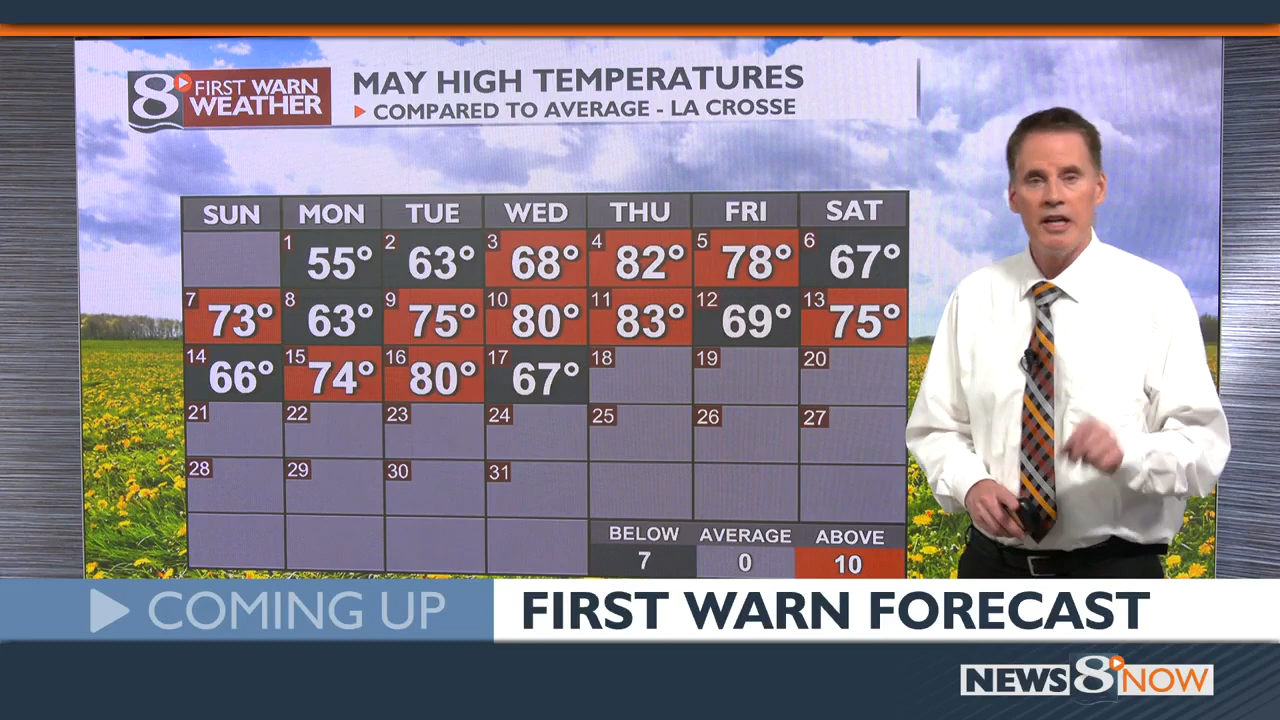 8 FIRST WARN
WEATHER
MAY HIGH TEMPERATURES
COMPARED TO AVERAGE - LA CROSSE
SUN MON TUE WED THU FRI SAT
1 55° 2 63° 3 68° 4 82° 5 78° 6 67°
7 73° 8 63° 9 75° 10 80° 11 83° 12 69° 13 75°
14 66° 15 74° 16 80° 17 67° 18 19 20
21 22 23 24 25 26 27
28 29 30 31
BELOW AVERAGE ABOVE
7 0 10
COMING UP FIRST WARN FORECAST
NEWS 8 NOW